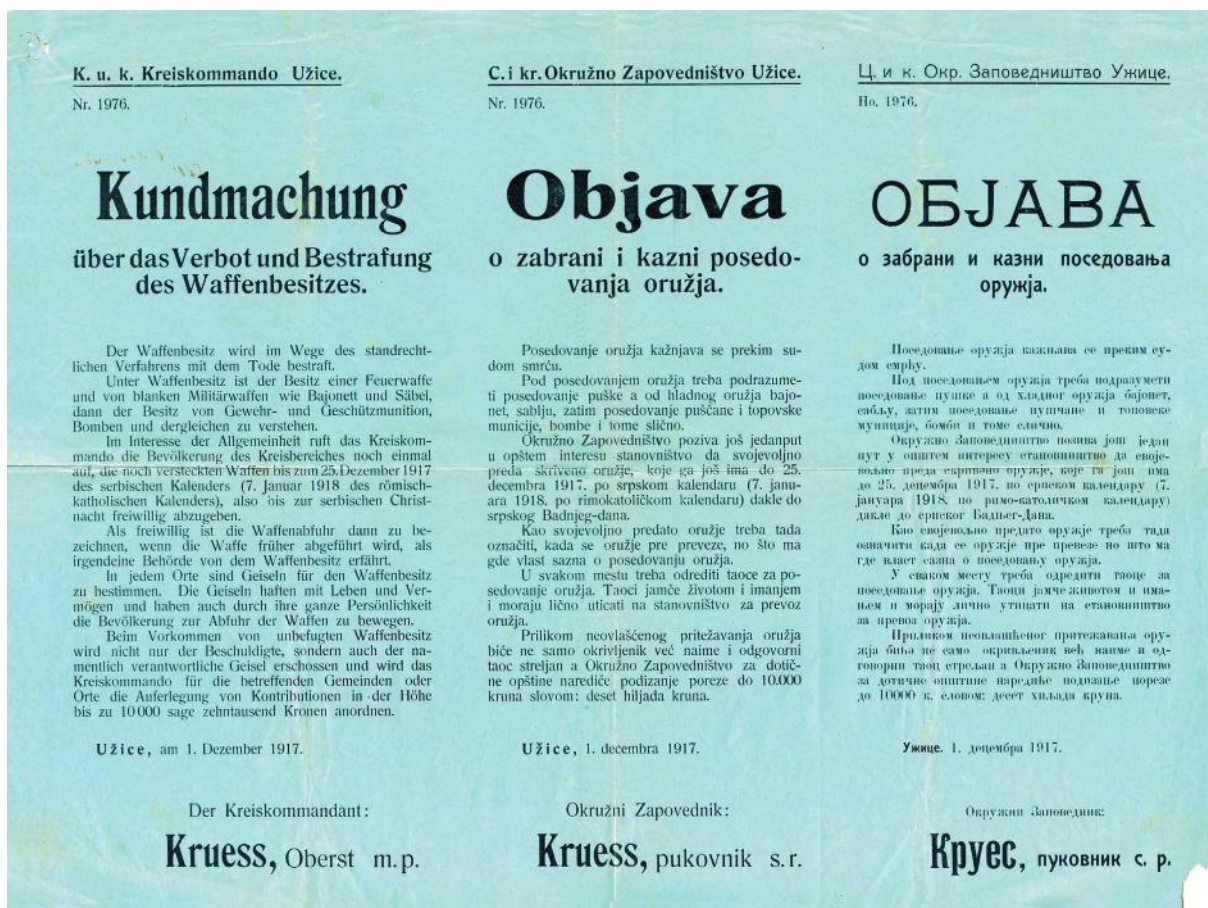 K. u. k. Kreiskommando Užice.
Nr. 1976.
Kundmachung
über das Verbot und Bestrafung
des Waffenbesitzes.
Der Waffenbesitz wird im Wege des standrecht-
lichen Verfahrens mit dem Tode bestraft.
Unter Waffenbesitz ist der Besitz einer Feuerwaffe
und von blanken Militärwaffen wie Bajonett und Säbel,
dann der Besitz von Gewehr- und Geschützmunition,
Bomben und dergleichen zu verstehen.
Im Interesse der Allgemeinheit ruft das Kreiskom-
mando die Bevölkerung des Kreisbereiches noch einmal
auf, die noch versteckten Waffen bis zum 25. Dezember 1917
des serbischen Kalenders (7. Januar 1918 des römisch-
katholischen Kalenders), also bis zur serbischen Christ-
nacht freiwillig abzugeben.
Als freiwillig ist die Waffenabfuhr dann zu be-
zeichnen, wenn die Waffe früher abgeführt wird, als
irgendeine Behörde von dem Waffenbesitz erfährt.
In jedem Orte sind Geiseln für den Waffenbesitz
zu bestimmen. Die Geiseln haften mit Leben und Ver-
mögen und haben auch durch ihre ganze Persönlichkeit
die Bevölkerung zur Abfuhr der Waffen zu bewegen.
Beim Vorkommen von unbefugten Waffenbesitz
wird nicht nur der Beschuldigte, sondern auch der na-
mentlich verantwortliche Geisel erschossen und wird das
Kreiskommando für die betreffenden Gemeinden oder
Orte die Auferlegung von Kontributionen in der Höhe
bis zu 10000 sage zehntausend Kronen anordnen.
Užice, am 1. Dezember 1917.
Der Kreiskommandant:
Kruess, Oberst m.p.
C. i kr. Okružno Zapovedništvo Užice.
Nr. 1976.
Objava
o zabrani i kazni posedo-
vanja oružja.
Posedovanje oružja kažnjava se prekim su-
dom smrću.
Pod posedovanjem oružja treba podrazume-
ti posedovanje puške a od hladnog oružja bajo-
net, sablju, zatim posedovanje puščane i topovske
municije, bombe i tome slično.
Okružno Zapovedništvo poziva još jedanput
u opštem interesu stanovništvo da svojevoljno
preda skriveno oružje, koje ga još ima do 25.
decembra 1917. po srpskom kalendaru (7. janu-
ara 1918. po rimokatoličkom kalendaru) dakle do
srpskog Badnjeg-dana.
Kao svojevoljno predato oružje treba tada
označiti, kada se oružje pre preveze, no što ma
gde vlast sazna o posedovanju oružja.
U svakom mestu treba odrediti taoce za po-
sedovanje oružja. Taoci jamče životom i imanjem
i moraju lično uticati na stanovništvo za prevoz
oružja.
Prilikom neovlašćenog pritežavanja oružja
biće ne samo okrivljenik već naime i odgovorni
taoc streljan a Okružno Zapovedništvo za dotič-
ne opštine narediće podizanje poreze do 10.000
kruna slovom: deset hiljada kruna.
Užice, 1. decembra 1917.
Okružni Zapovednik:
Kruess, pukovnik s. r.
Ц. и к. Окр. Заповедништво Ужице.
Но. 1976.
ОБЈАВА
о забрани и казни поседовања
оружја.
Поседовање оружја кажњава се преким су-
дом смрћу.
Под поседовањем оружја треба подразумети
поседовање пушке а од хладног оружја бајонет,
сабљу, затим поседовање пушчане и топовске
муниције, бомби и томе слично.
Окружно Заповедништво позива још један
пут у општем интересу становништво да своје-
вољно преда скривано оружје, које га још има
до 25. децембра 1917. по српском календару (7.
јануара 1918. по римо-католичком календару)
дакле до српског Бадњег-Дана.
Као својевољно предато оружје треба тада
означити када се оружје пре превезе но што ма
где власт сазна о поседовању оружја.
У сваком месту треба одредити таоце за
поседовање оружја. Таоци јамче животом и има-
њем и морају лично утицати на становништво
за превоз оружја.
Приликом неовлашћеног притежавања ору-
жја биће не само окривљеник већ наиме и од-
говорни таоц стрељан а Окружно Заповедништво
за дотичне општине наредиће подизање порезе
до 10000 к. словом: десет хиљада круна.
Ужице. 1. децембра 1917.
Окружни Заповедник:
Круес, пуковник с. р.